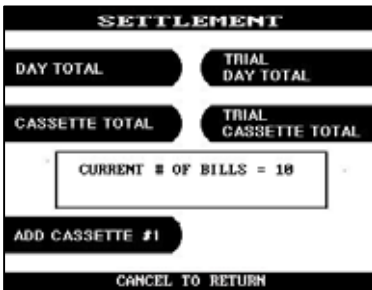 SETTLEMENT
DAY TOTAL
TRIAL
DAY TOTAL
CASSETTE TOTAL
TRIAL
CASSETTE TOTAL
CURRENT # OF BILLS = 10
ADD CASSETTE #1
CANCEL TO RETURN